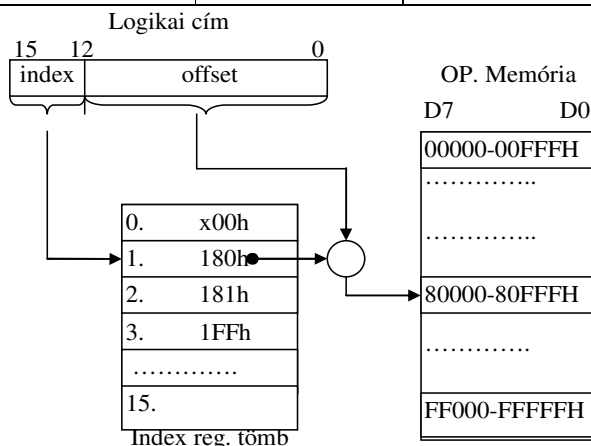 Logikai cím
15 12 0
index offset
OP. Memória
D7 D0
00000-00FFFH
…………..
…………..
80000-80FFFH
………….
FF000-FFFFFH
0. x00h
1. 180h
2. 181h
3. 1FFh
………….
15.
Index reg. tömb